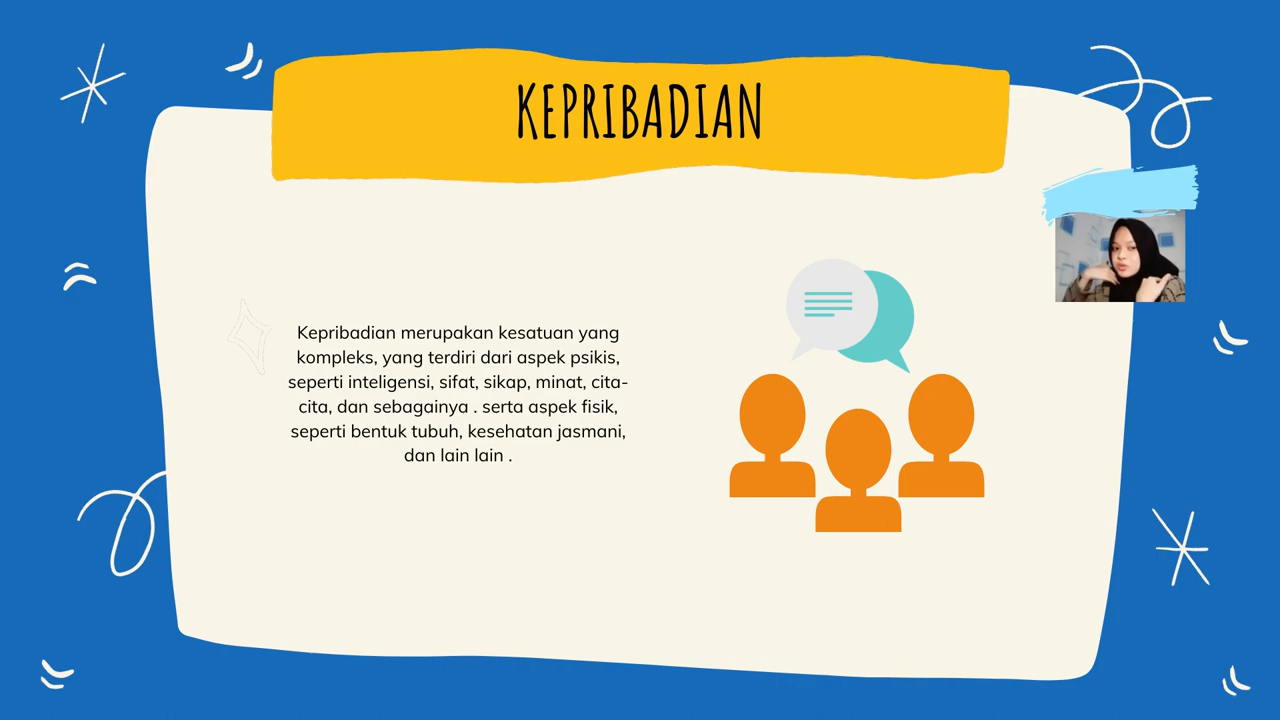 KEPRIBADIAN
Kepribadian merupakan kesatuan yang
kompleks, yang terdiri dari aspek psikis,
seperti inteligensi, sifat, sikap, minat, cita-
cita, dan sebagainya . serta aspek fisik,
seperti bentuk tubuh, kesehatan jasmani,
dan lain lain .